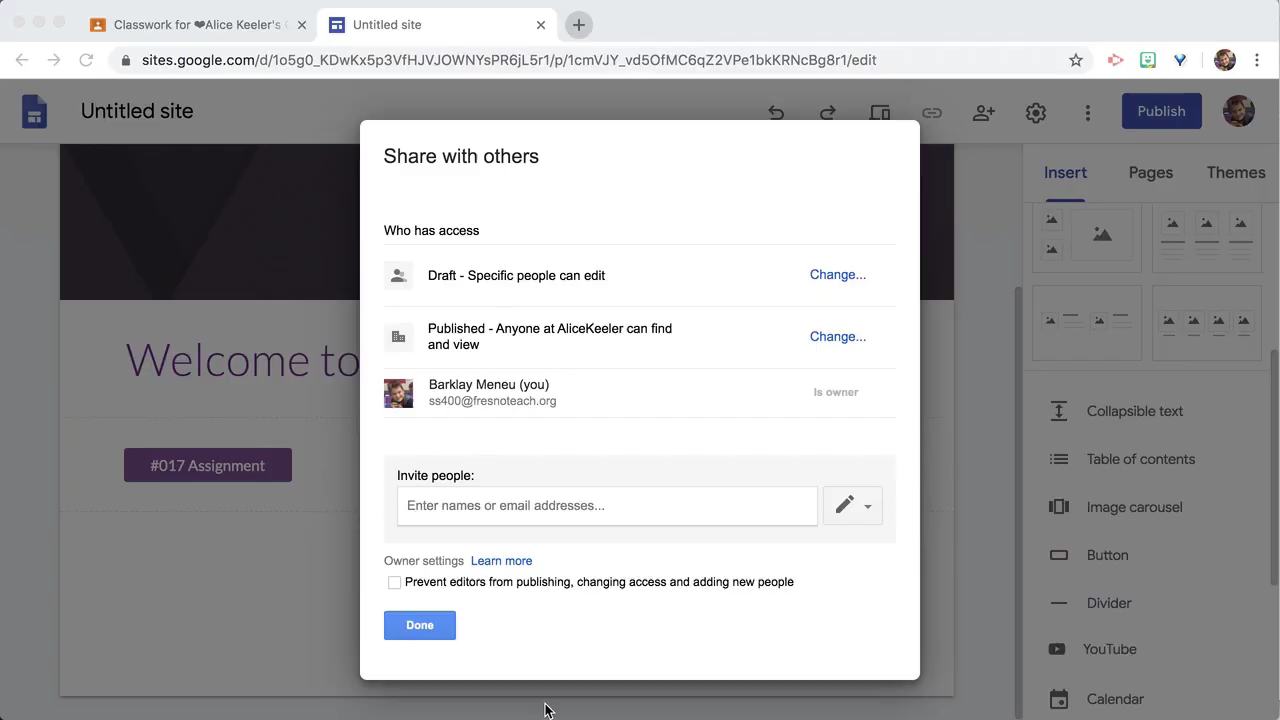 Classwork for ❤Alice Keeler's
Untitled site
sites.google.com/d/1o5g0_KDwKx5p3VfHJVJOWNYsPR6jL5r1/p/1cmVJY_vd5OfMC6qZ2VPe1bkKRNcBg8r1/edit
Untitled site
Publish
Share with others
Insert
Pages
Themes
Who has access
Draft - Specific people can edit
Change...
Published - Anyone at AliceKeeler can find
and view
Change...
Welcome to
Barklay Meneu (you)
ss400@fresnoteach.org
Is owner
#017 Assignment
Invite people:
Enter names or email addresses...
Owner settings Learn more
Prevent editors from publishing, changing access and adding new people
Done
Collapsible text
Table of contents
Image carousel
Button
Divider
YouTube
Calendar